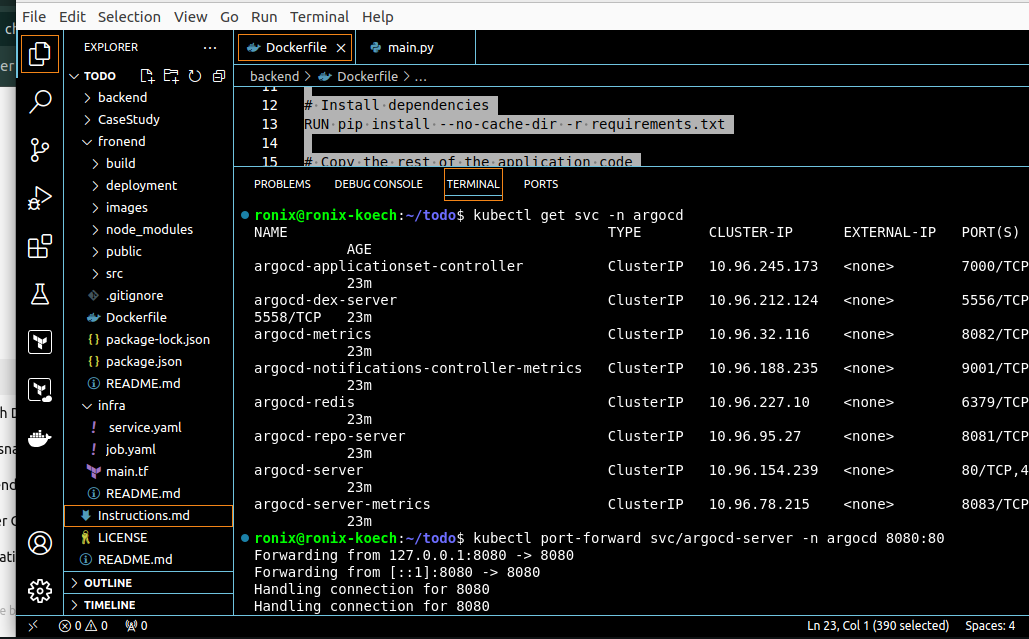 File Edit Selection View Go Run Terminal Help
EXPLORER ...
TODO
backend
CaseStudy
fronend
build
deployment
images
node_modules
public
src
.gitignore
Dockerfile
{} package-lock.json
{} package.json
README.md
infra
! service.yaml
! job.yaml
main.tf
README.md
Instructions.md
LICENSE
README.md
OUTLINE
TIMELINE
Dockerfile × main.py
backend > Dockerfile > ...
11
12 # Install dependencies
13 RUN pip install --no-cache-dir -r requirements.txt
14
15 # Copy the rest of the application code
PROBLEMS DEBUG CONSOLE TERMINAL PORTS
ronix@ronix-koech:~/todo$ kubectl get svc -n argocd
NAME TYPE CLUSTER-IP EXTERNAL-IP PORT(S)
AGE
argocd-applicationset-controller ClusterIP 10.96.245.173 <none> 7000/TCP
23m
argocd-dex-server ClusterIP 10.96.212.124 <none> 5556/TCP
5558/TCP 23m
argocd-metrics ClusterIP 10.96.32.116 <none> 8082/TCP
23m
argocd-notifications-controller-metrics ClusterIP 10.96.188.235 <none> 9001/TCP
23m
argocd-redis ClusterIP 10.96.227.10 <none> 6379/TCP
23m
argocd-repo-server ClusterIP 10.96.95.27 <none> 8081/TCP
23m
argocd-server ClusterIP 10.96.154.239 <none> 80/TCP,4
23m
argocd-server-metrics ClusterIP 10.96.78.215 <none> 8083/TCP
23m
ronix@ronix-koech:~/todo$ kubectl port-forward svc/argocd-server -n argocd 8080:80
Forwarding from 127.0.0.1:8080 -> 8080
Forwarding from [::1]:8080 -> 8080
Handling connection for 8080
Handling connection for 8080
0 0 0 Ln 23, Col 1 (390 selected) Spaces: 4